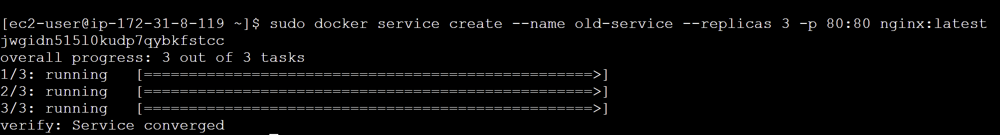 [ec2-user@ip-172-31-8-119 ~]$ sudo docker service create --name old-service --replicas 3 -p 80:80 nginx:latest
jwgidn515l0kudp7qybkfstcc
overall progress: 3 out of 3 tasks
1/3: running   [==================================================>]
2/3: running   [==================================================>]
3/3: running   [==================================================>]
verify: Service converged